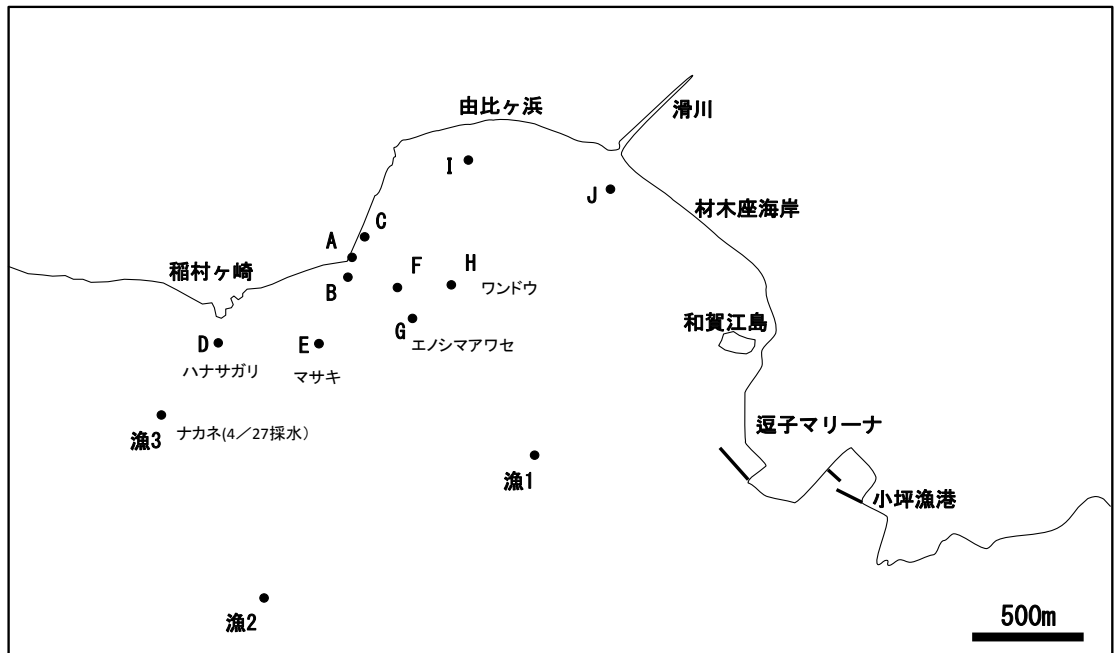 由比ヶ浜
滑川
I
J
材木座海岸
C
A
稲村ヶ崎
F
H
B
ワンドウ
和賀江島
G
エノシマアワセ
D
E
ハナサガリ
マサキ
逗子マリーナ
ナカネ(4／27採水）
漁3
漁1
小坪漁港
500m
漁2